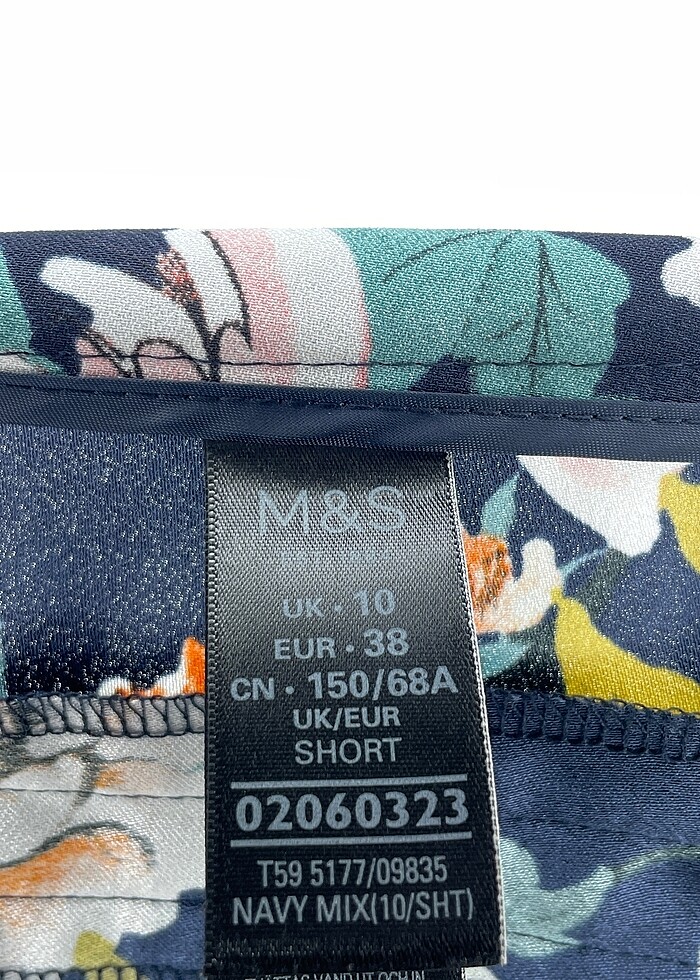 M&S
UK · 10
EUR · 38
CN · 150/68A
UK/EUR
SHORT
02060323
T59 5177/09835
NAVY MIX(10/SHT)